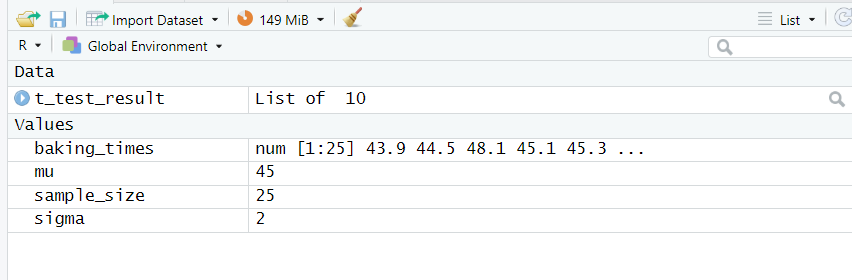 Import Dataset 149 MiB List
R Global Environment
Data
t_test_result List of 10
Values
baking_times num [1:25] 43.9 44.5 48.1 45.1 45.3 ...
mu 45
sample_size 25
sigma 2